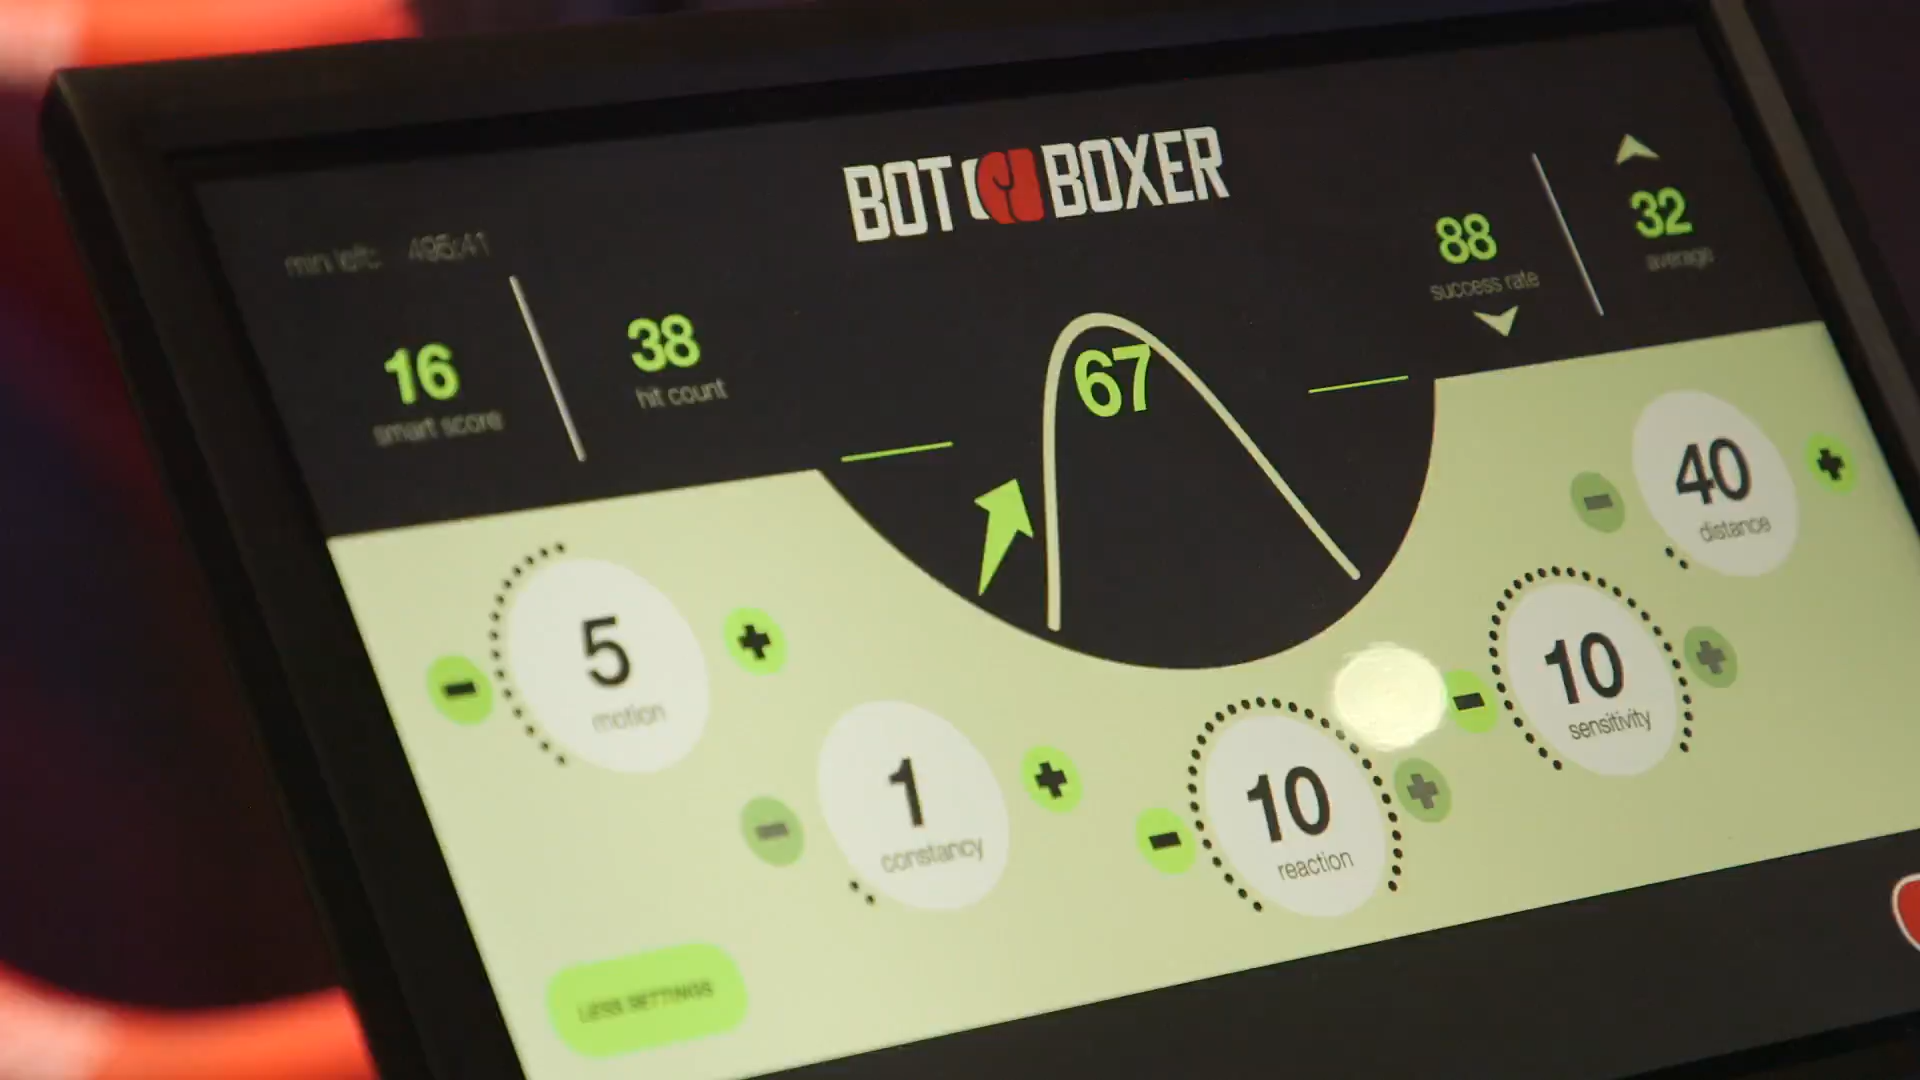 BOT BOXER
min left: 495:41
16
smart score
38
hit count
67
88
success rate
32
average
5
motion
1
constancy
10
reaction
10
sensitivity
40
distance
LESS SETTINGS